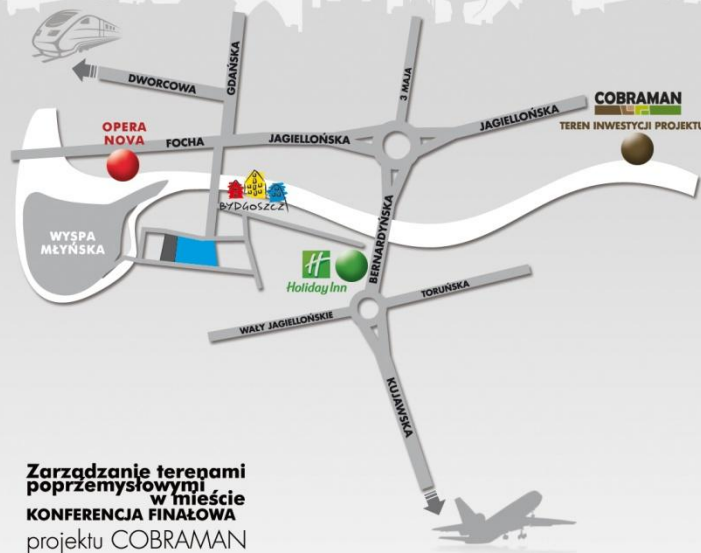 DWORCOWA
GDAŃSKA
3 MAJA
COBRAMAN
TEREN INWESTYCJI PROJEKTU
OPERA
NOVA
FOCHA
JAGIELLOŃSKA
JAGIELLOŃSKA
BYDGOSZCZ
WYSPA
MŁYŃSKA
BERNARDYŃSKA
H
Holiday Inn
TORUŃSKA
WAŁY JAGIELLOŃSKIE
KUJAWSKA
Zarządzanie terenami
poprzemysłowymi
w mieście
KONFERENCJA FINAŁOWA
projektu COBRAMAN